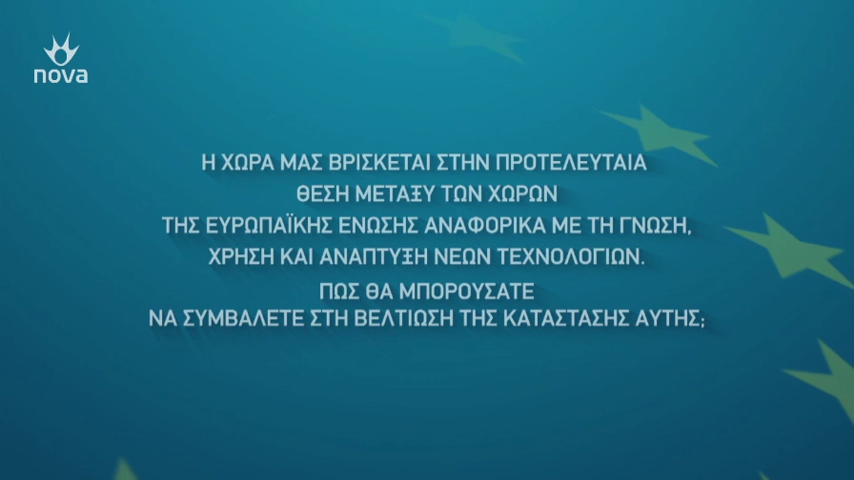 nova
Η ΧΩΡΑ ΜΑΣ ΒΡΙΣΚΕΤΑΙ ΣΤΗΝ ΠΡΟΤΕΛΕΥΤΑΙΑ
ΘΕΣΗ ΜΕΤΑΞΥ ΤΩΝ ΧΩΡΩΝ
ΤΗΣ ΕΥΡΩΠΑΪΚΗΣ ΕΝΩΣΗΣ ΑΝΑΦΟΡΙΚΑ ΜΕ ΤΗ ΓΝΩΣΗ,
ΧΡΗΣΗ ΚΑΙ ΑΝΑΠΤΥΞΗ ΝΕΩΝ ΤΕΧΝΟΛΟΓΙΩΝ.
ΠΩΣ ΘΑ ΜΠΟΡΟΥΣΑΤΕ
ΝΑ ΣΥΜΒΑΛΕΤΕ ΣΤΗ ΒΕΛΤΙΩΣΗ ΤΗΣ ΚΑΤΑΣΤΑΣΗΣ ΑΥΤΗΣ;